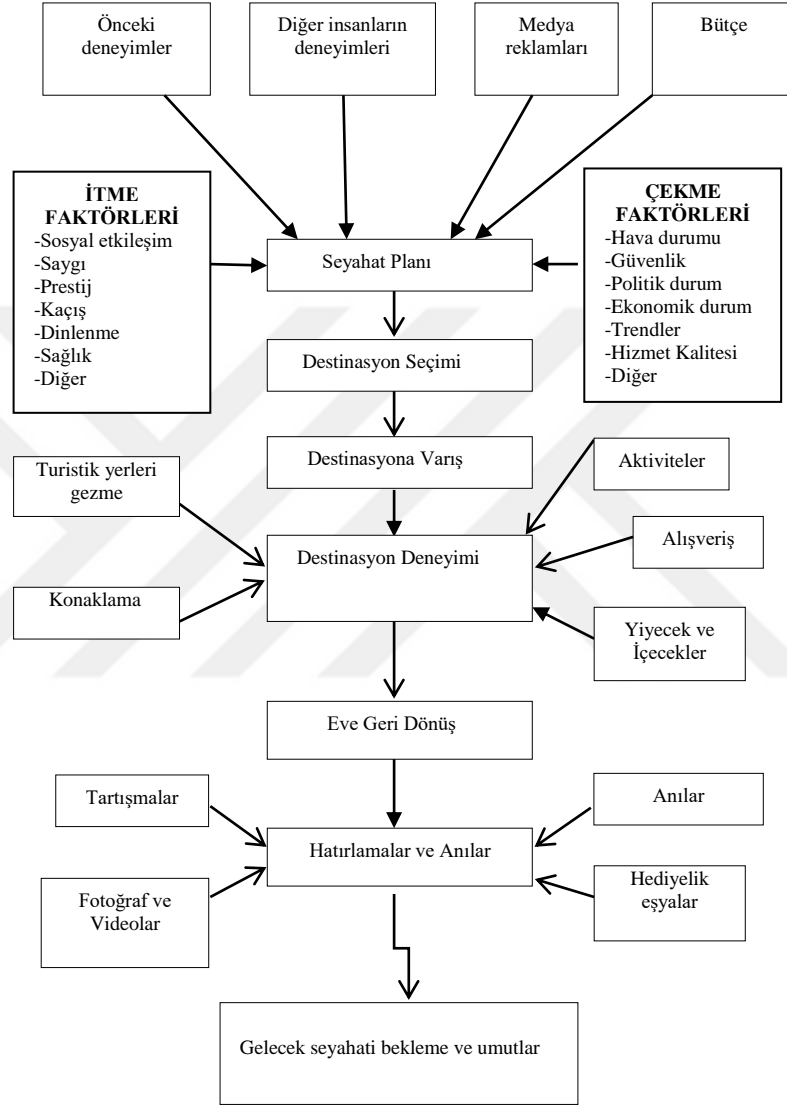 Önceki
deneyimler
Diğer insanların
deneyimleri
Medya
reklamları
Bütçe
İTME
FAKTÖRLERİ
-Sosyal etkileşim
-Saygı
-Prestij
-Kaçış
-Dinlenme
-Sağlık
-Diğer
ÇEKME
FAKTÖRLERİ
-Hava durumu
-Güvenlik
-Politik durum
-Ekonomik durum
-Trendler
-Hizmet Kalitesi
-Diğer
Seyahat Planı
Destinasyon Seçimi
Destinasyona Varış
Turistik yerleri
gezme
Aktiviteler
Destinasyon Deneyimi
Alışveriş
Konaklama
Yiyecek ve
İçecekler
Eve Geri Dönüş
Tartışmalar
Anılar
Hatırlamalar ve Anılar
Fotoğraf ve
Videolar
Hediyelik
eşyalar
Gelecek seyahati bekleme ve umutlar